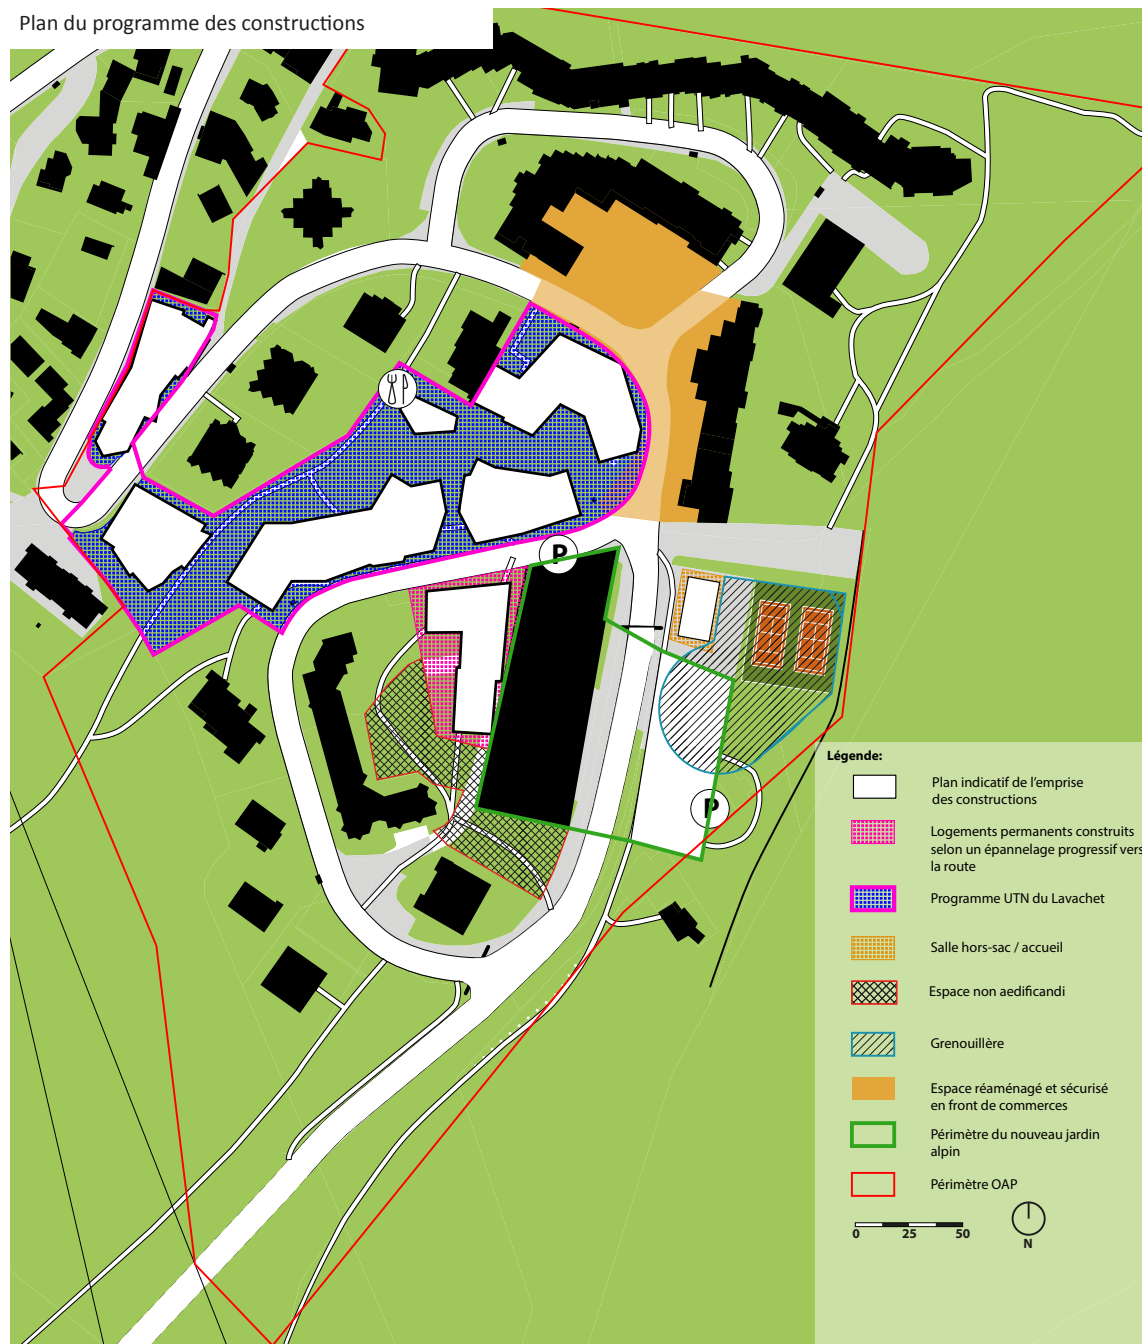 Plan du programme des constructions
P
P
Légende:
Plan indicatif de l'emprise
des constructions
Logements permanents construits
selon un épannelage progressif vers
la route
Programme UTN du Lavachet
Salle hors-sac / accueil
Espace non aedificandi
Grenouillère
Espace réaménagé et sécurisé
en front de commerces
Périmètre du nouveau jardin
alpin
Périmètre OAP
0 25 50
N